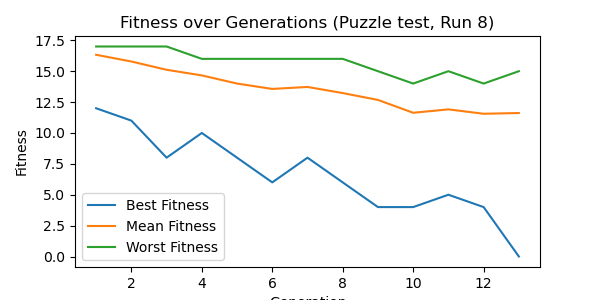 Fitness over Generations (Puzzle test, Run 8)
17.5
15.0
12.5
10.0
7.5
5.0
2.5
0.0
Fitness
Best Fitness
Mean Fitness
Worst Fitness
2 4 6 8 10 12
Generation